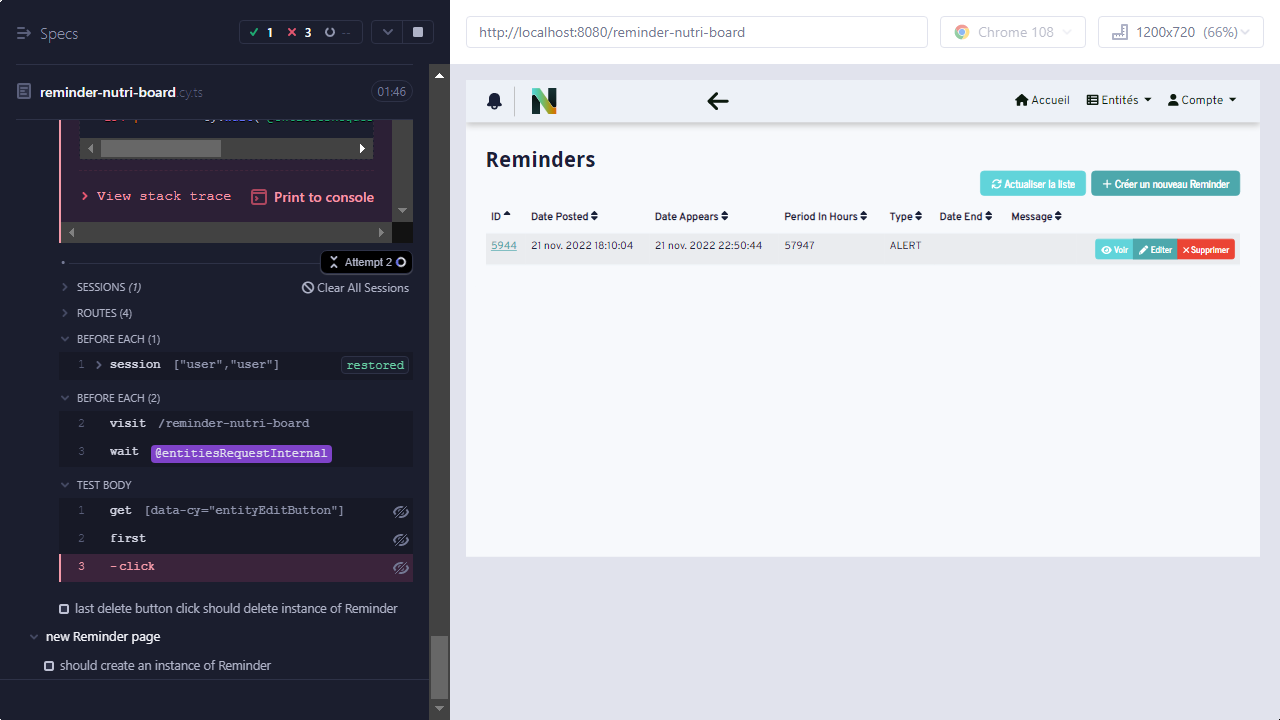 Specs
1
3
--
reminder-nutri-board.cy.ts
01:46
View stack trace
Print to console
Attempt 2
SESSIONS (1)
Clear All Sessions
ROUTES (4)
BEFORE EACH (1)
1 session ["user","user"] restored
BEFORE EACH (2)
2 visit /reminder-nutri-board
3 wait @entitiesRequestInternal
TEST BODY
1 get [data-cy="entityEditButton"]
2 first
3 -click
last delete button click should delete instance of Reminder
new Reminder page
should create an instance of Reminder
http://localhost:8080/reminder-nutri-board
Chrome 108
1200x720 (66%)
Accueil
Entités
Compte
Reminders
Actualiser la liste
Créer un nouveau Reminder
ID Date Posted Date Appears Period In Hours Type Date End Message
5944 21 nov. 2022 18:10:04 21 nov. 2022 22:50:44 57947 ALERT
Voir Editer Supprimer